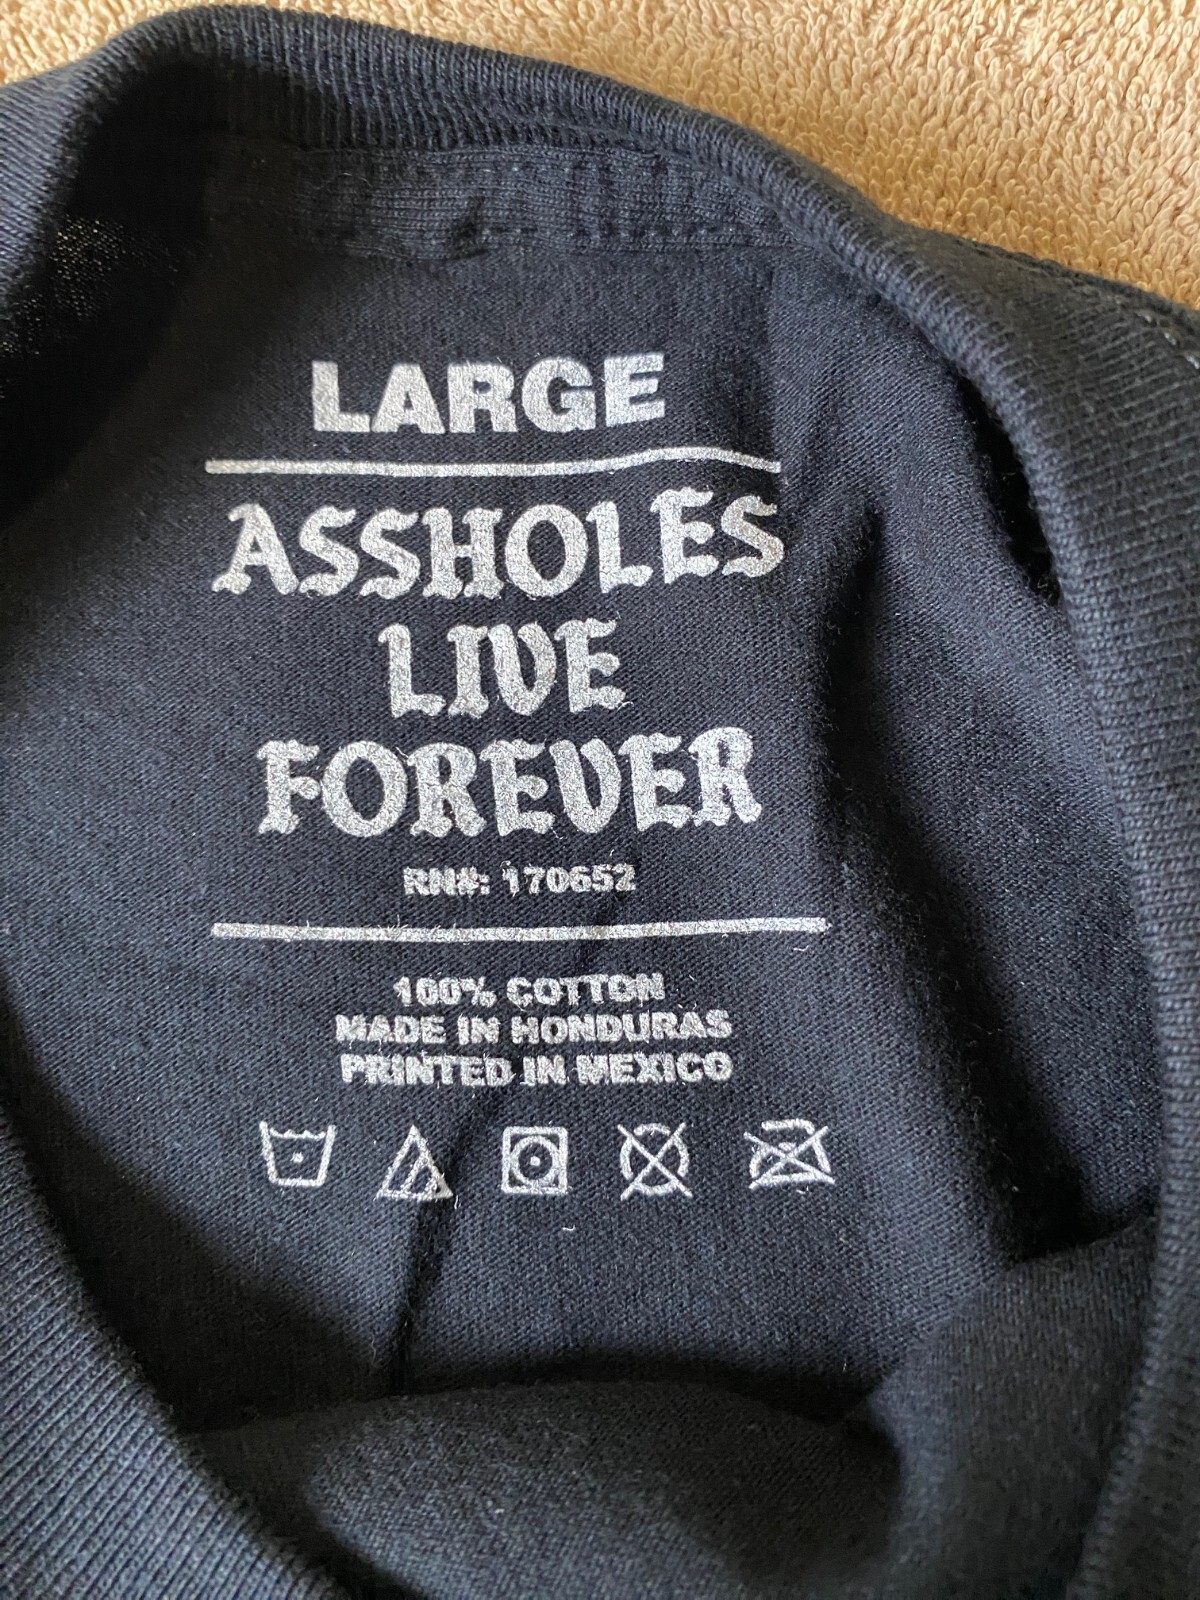 LARGE
ASSHOLES
LIVE
FOREVER
RN#: 170652
100% COTTON
MADE IN HONDURAS
PRINTED IN MEXICO